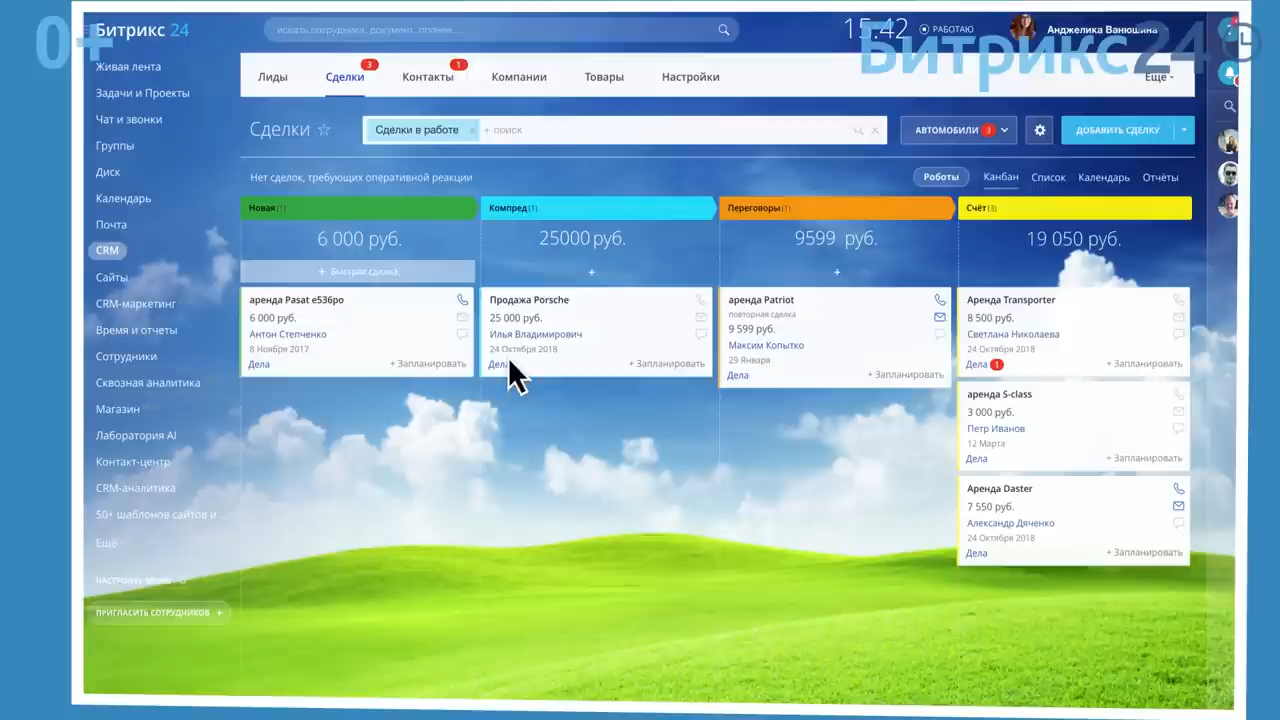 0+
Битрикс 24
искать сотрудника, документ, прочее...
15:42
РАБОТАЮ
Анджелика Ванюшина
Битрикс24
Живая лента
Задачи и Проекты
Чат и звонки
Группы
Диск
Календарь
Почта
CRM
Сайты
CRM-маркетинг
Время и отчеты
Сотрудники
Сквозная аналитика
Магазин
Лаборатория AI
Контакт-центр
CRM-аналитика
50+ шаблонов сайтов и ...
Ещё
НАСТРОИТЬ МЕНЮ
ПРИГЛАСИТЬ СОТРУДНИКОВ +
Лиды
Сделки 3
Контакты 1
Компании
Товары
Настройки
Еще
Сделки
Сделки в работе
+ поиск
АВТОМОБИЛИ 3
ДОБАВИТЬ СДЕЛКУ
Нет сделок, требующих оперативной реакции
Роботы
Канбан
Список
Календарь
Отчёты
Новая (1)
6 000 руб.
+ Быстрая сделка
аренда Pasat е536ро
6 000 руб.
Антон Степченко
8 Ноября 2017
Дела
+ Запланировать
Компред (1)
25000 руб.
+
Продажа Porsche
25 000 руб.
Илья Владимирович
24 Октября 2018
Дела
+ Запланировать
Переговоры (1)
9599 руб.
+
аренда Patriot
повторная сделка
9 599 руб.
Максим Копытко
29 Января
Дела
+ Запланировать
Счёт (3)
19 050 руб.
Аренда Transporter
8 500 руб.
Светлана Николаева
24 Октября 2018
Дела 1
+ Запланировать
аренда S-class
3 000 руб.
Петр Иванов
12 Марта
Дела
+ Запланировать
Аренда Daster
7 550 руб.
Александр Дяченко
24 Октября 2018
Дела
+ Запланировать